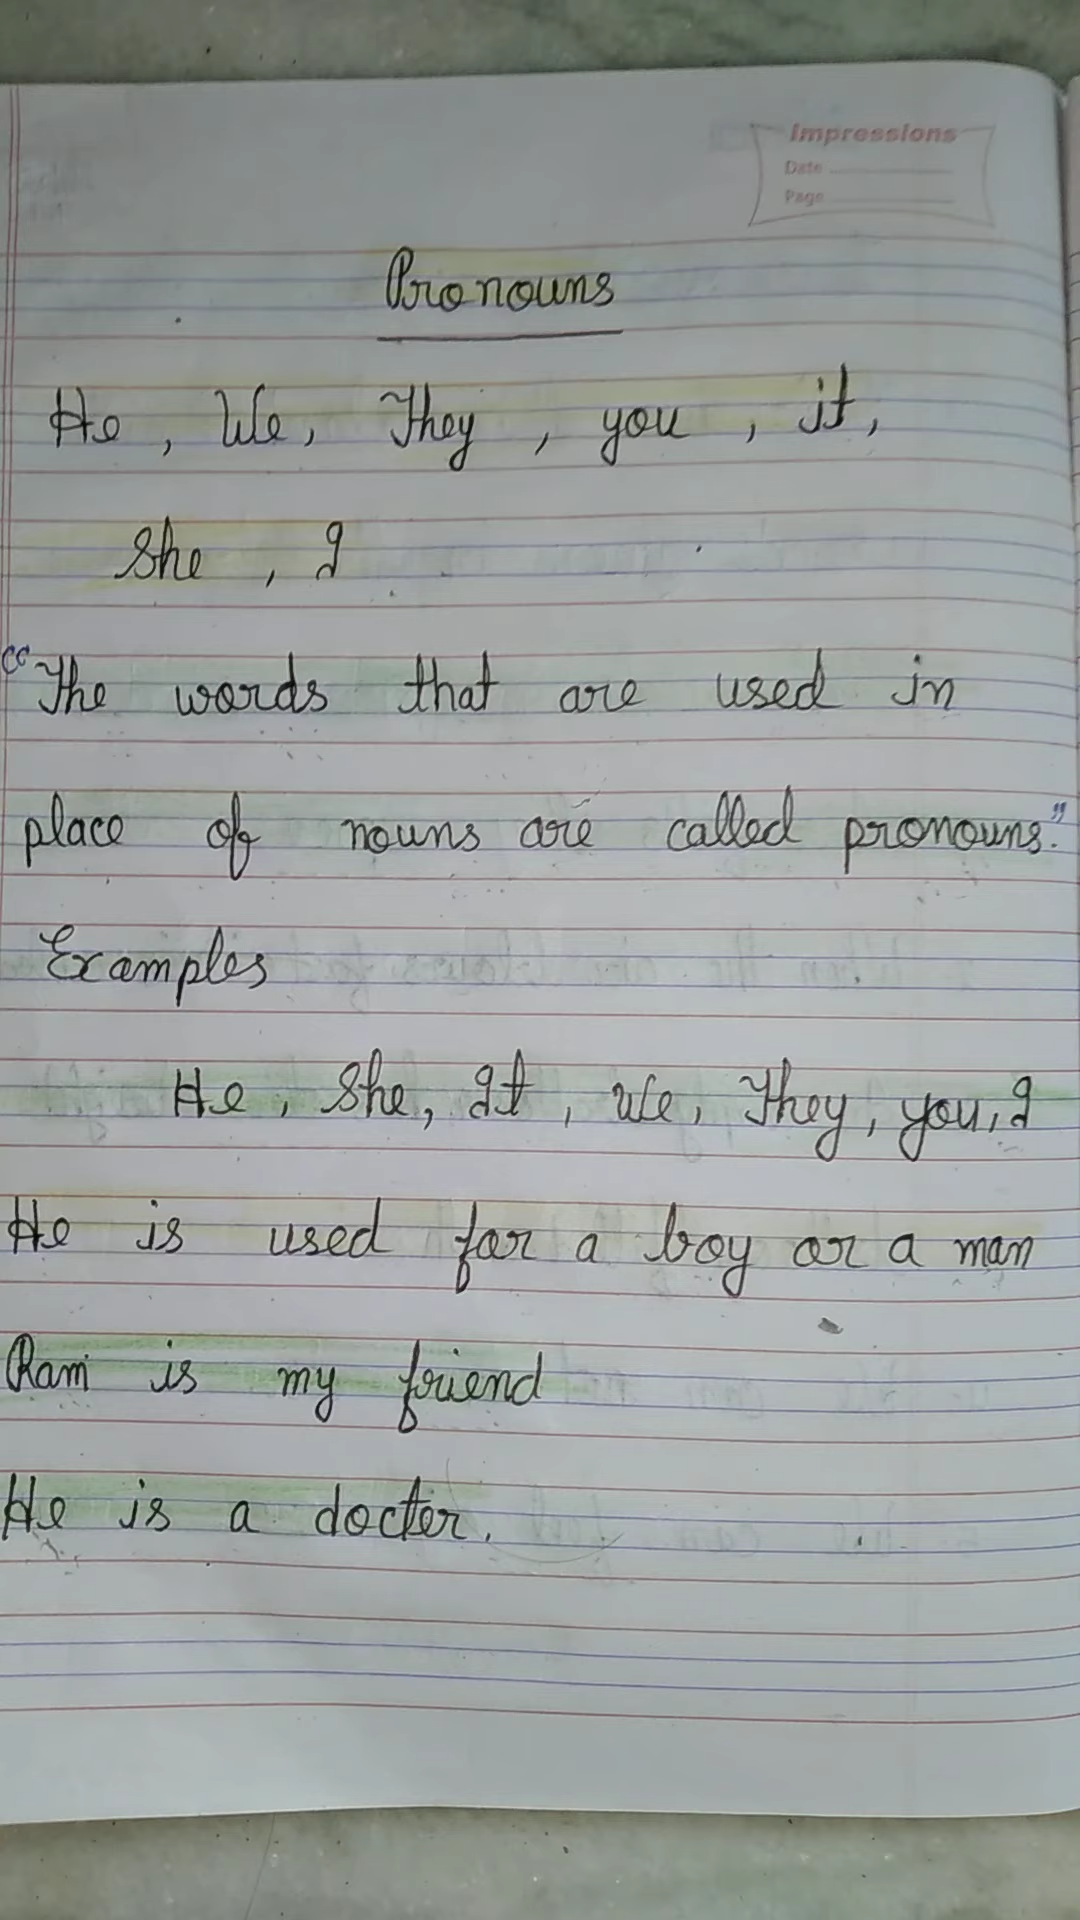 Impressions
Date
Page
Pronouns
He, We, They, you, it,
She, I
"The words that are used in
place of nouns are called pronouns."
Examples
He, She, It, We, They, you, I
He is used for a boy or a man
Ram is my friend
He is a docter.